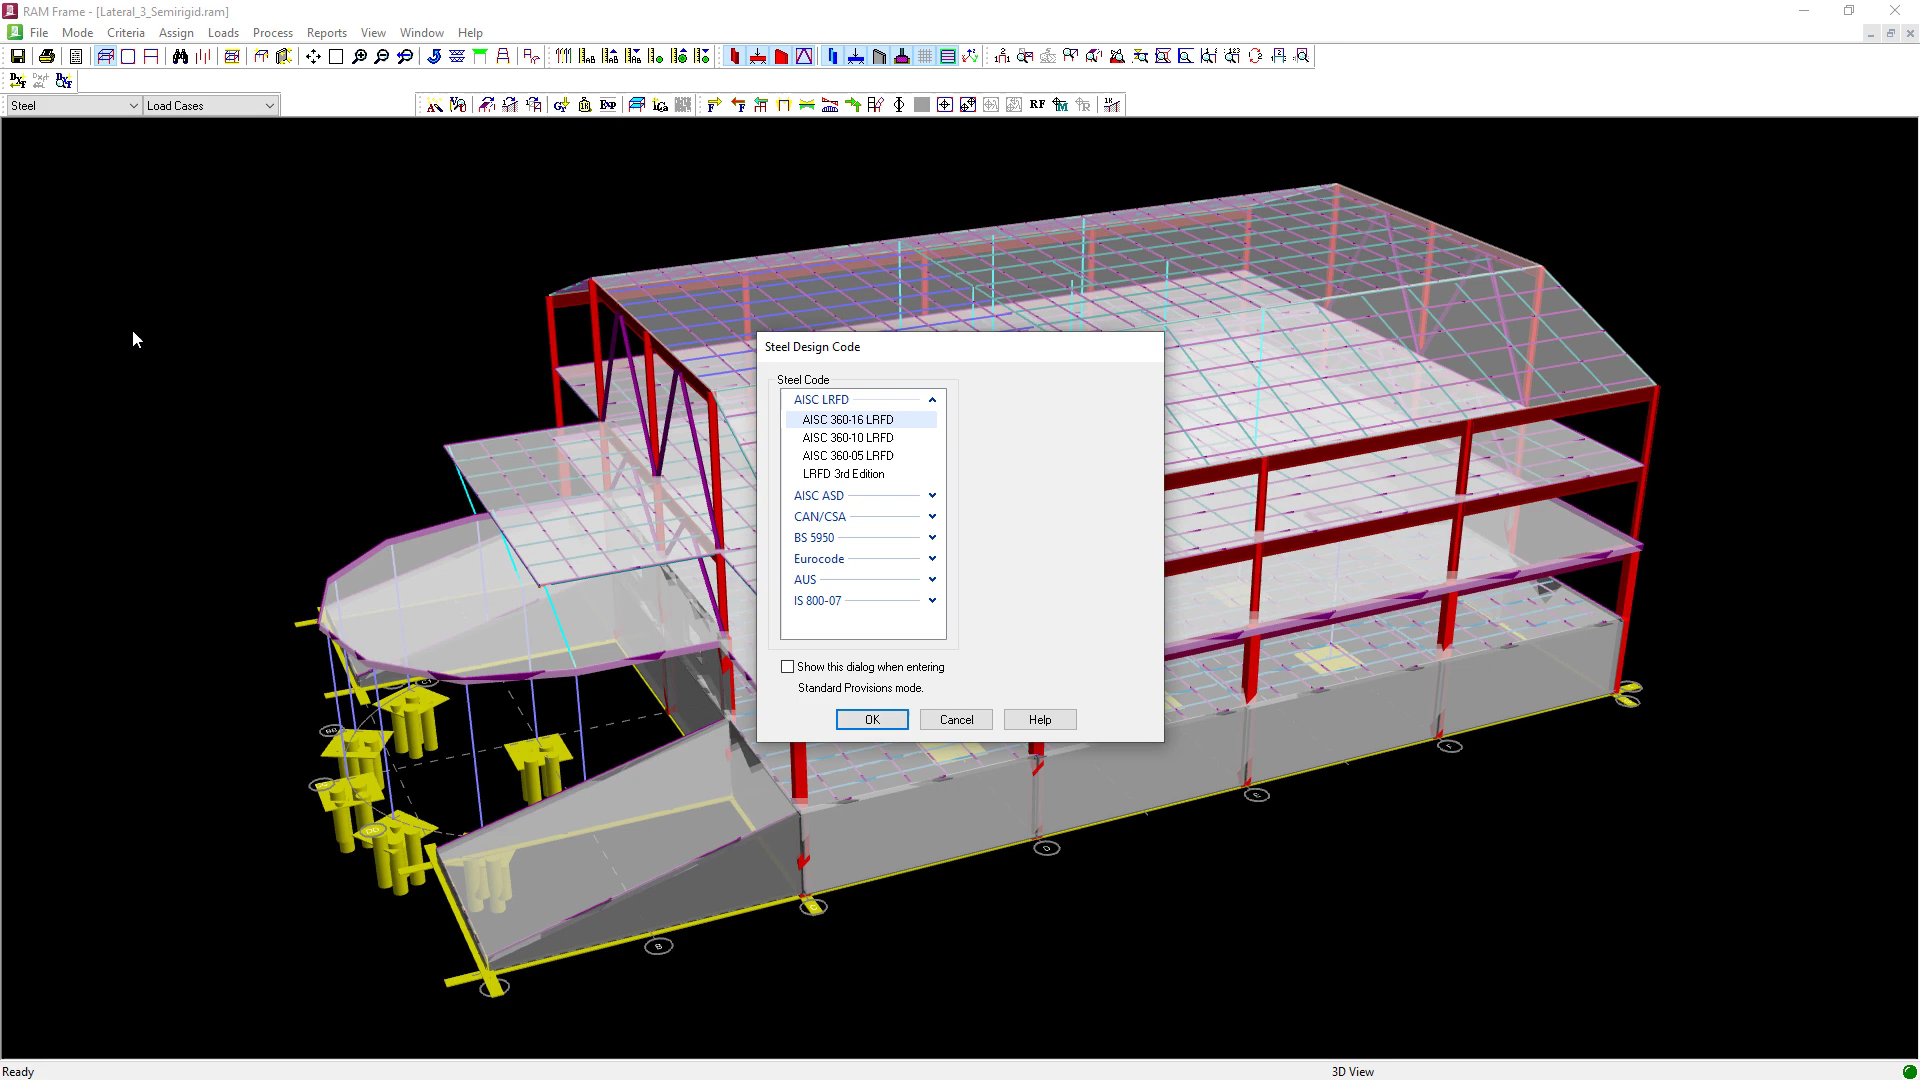 RAM Frame - [Lateral_3_Semirigid.ram]
File Mode Criteria Assign Loads Process Reports View Window Help
Steel Load Cases
RF
Steel Design Code
Steel Code
AISC LRFD
AISC 360-16 LRFD
AISC 360-10 LRFD
AISC 360-05 LRFD
LRFD 3rd Edition
AISC ASD
CAN/CSA
BS 5950
Eurocode
AUS
IS 800-07
Show this dialog when entering
Standard Provisions mode.
OK Cancel Help
DD
F
E
D
B
Ready 3D View